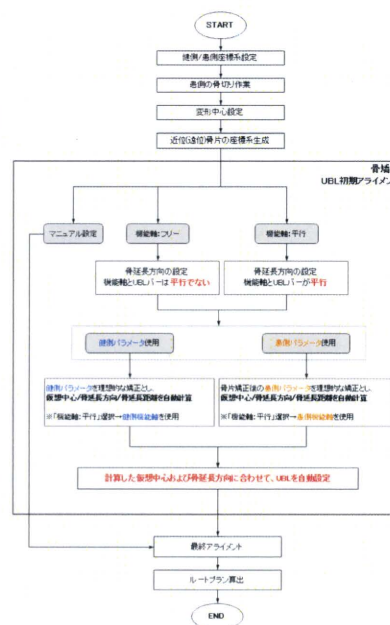 START
健側/患側座標系設定
患側の骨切り作業
変形中心設定
近位(遠位)骨片の座標系生成
骨矯
UBL初期アライメン
マニュアル設定
機能軸:フリー
機能軸:平行
骨延長方向の設定
機能軸とUBLバーは平行でない
骨延長方向の設定
機能軸とUBLバーが平行
健側パラメータ使用
患側パラメータ使用
健側パラメータを理想的な矯正とし、
仮想中心/骨延長方向/骨延長距離を自動計算
※「機能軸:平行」選択→健側機能軸を使用
骨片矯正後の患側パラメータを理想的な矯正とし、
仮想中心/骨延長方向/骨延長距離を自動計算
※「機能軸:平行」選択→患側機能軸を使用
計算した仮想中心および骨延長方向に合わせて、UBLを自動設定
最終アライメント
ルートプラン算出
END